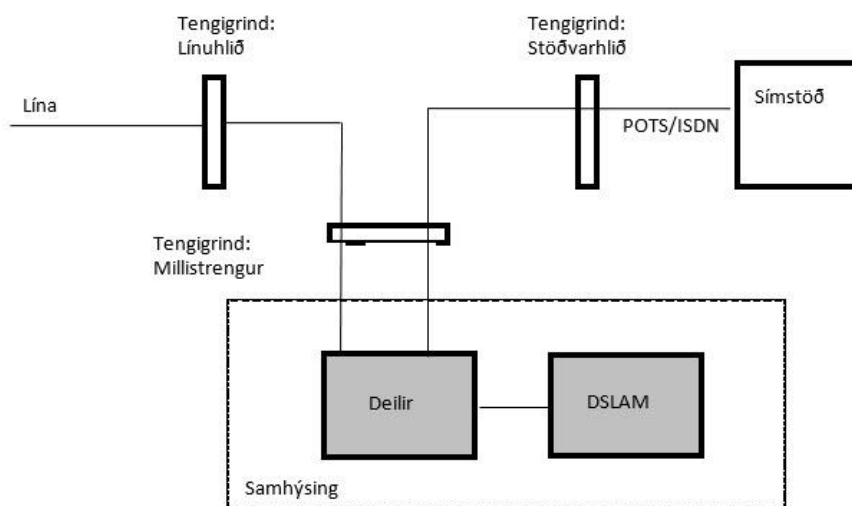 Tengigrind:
Línuhlið
Tengigrind:
Stöðvarhlið
Lína
POTS/ISDN
Símstöð
Tengigrind:
Millistrengur
Deilir
DSLAM
Samhýsing